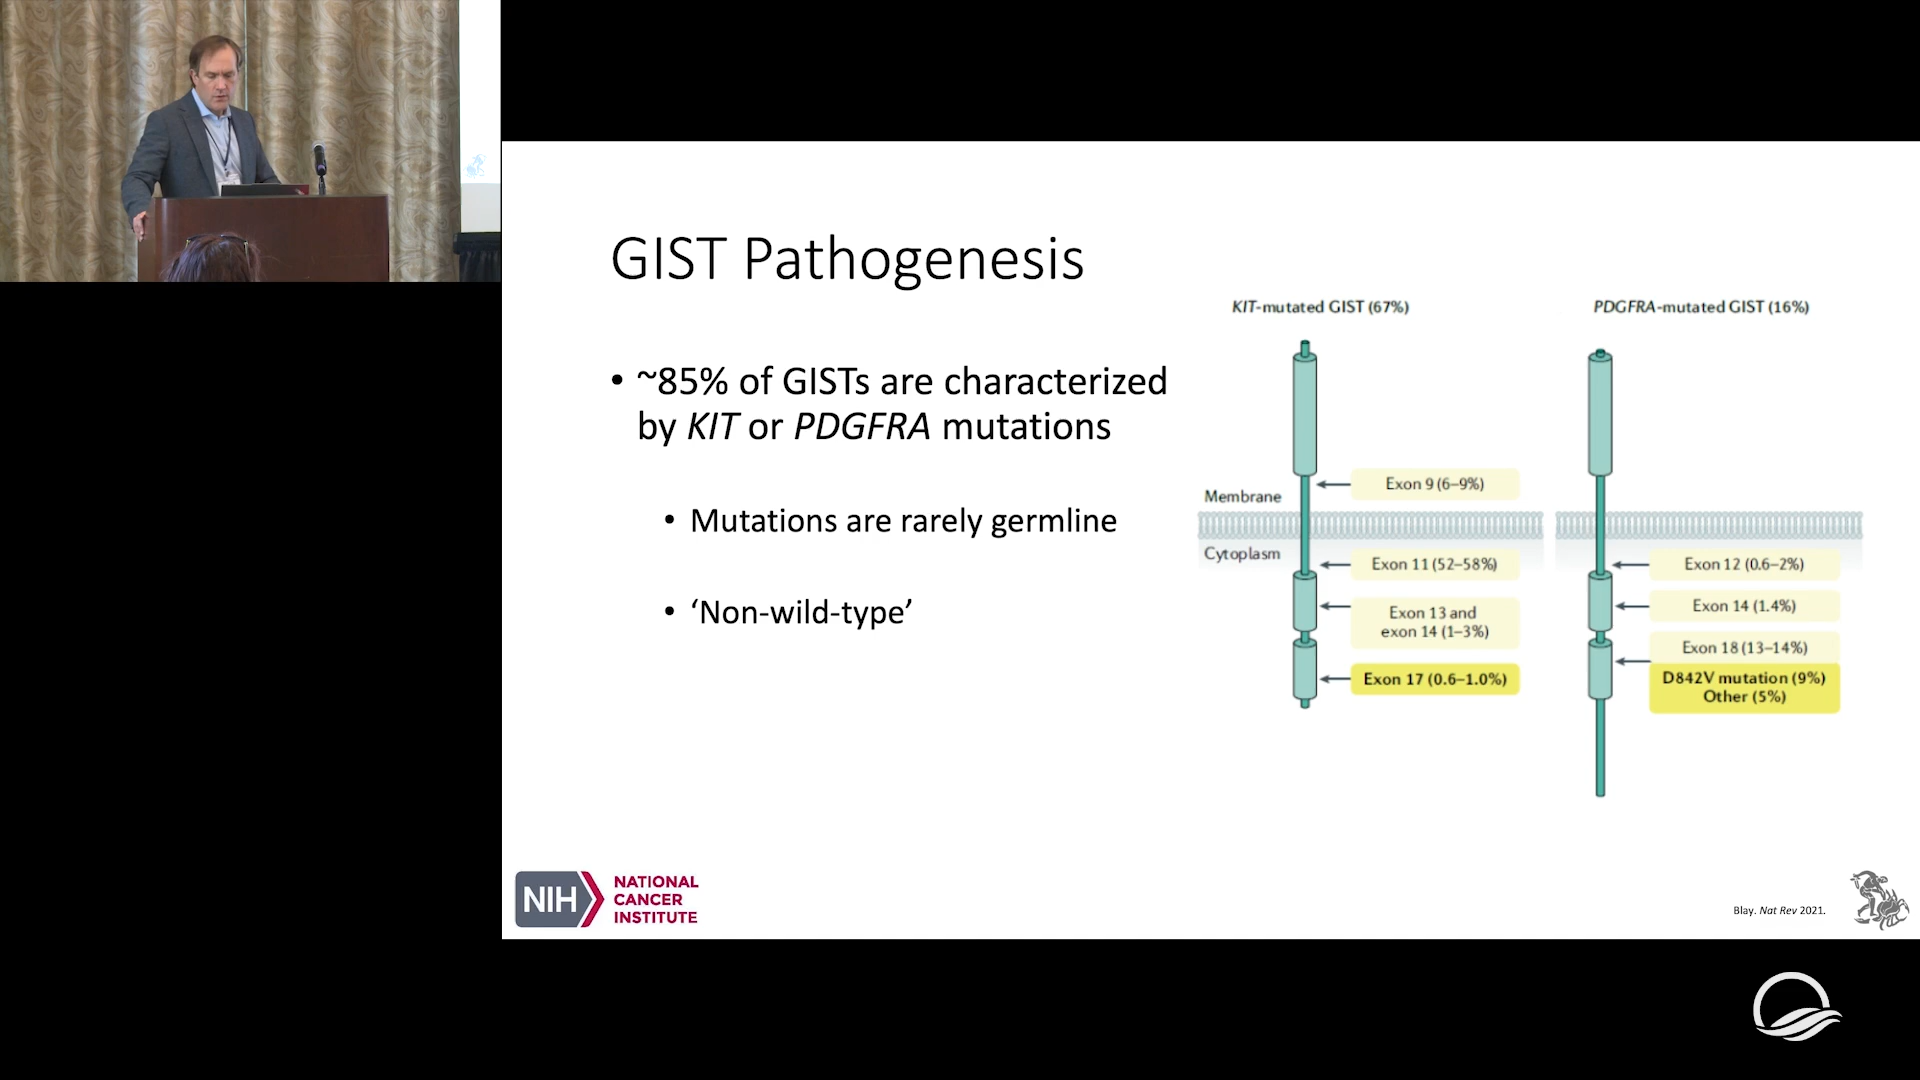 GIST Pathogenesis
• ~85% of GISTs are characterized
by KIT or PDGFRA mutations
• Mutations are rarely germline
• ‘Non-wild-type’
KIT-mutated GIST (67%)
Membrane
Cytoplasm
Exon 9 (6–9%)
Exon 11 (52–58%)
Exon 13 and
exon 14 (1–3%)
Exon 17 (0.6–1.0%)
PDGFRA-mutated GIST (16%)
Exon 12 (0.6–2%)
Exon 14 (1.4%)
Exon 18 (13–14%)
D842V mutation (9%)
Other (5%)
NIH
NATIONAL
CANCER
INSTITUTE
Blay. Nat Rev 2021.